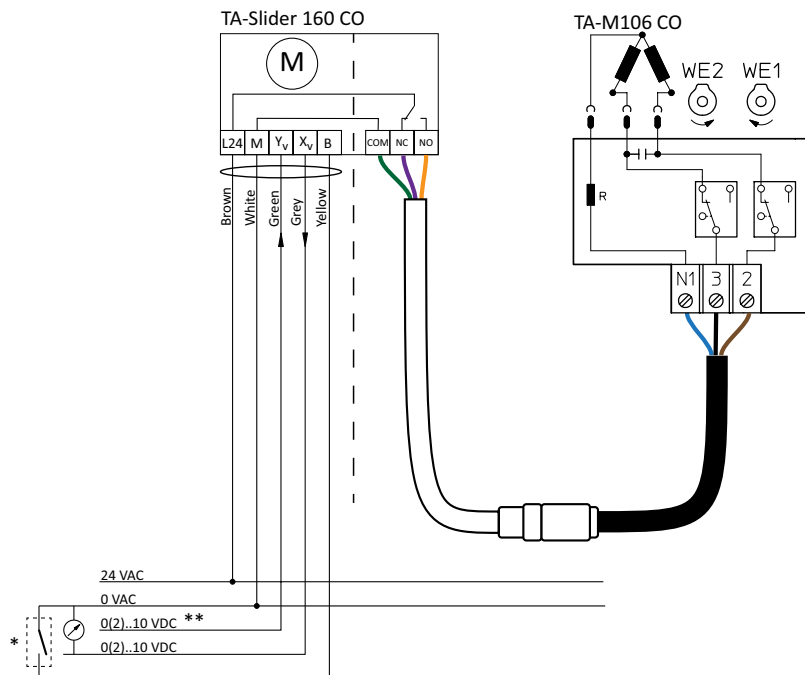 TA-Slider 160 CO
TA-M106 CO
M
WE2
WE1
L24 M Yv Xv B
COM NC NO
Brown
White
Green
Grey
Yellow
R
N1 3 2
24 VAC
0 VAC
0(2)..10 VDC **
0(2)..10 VDC
*